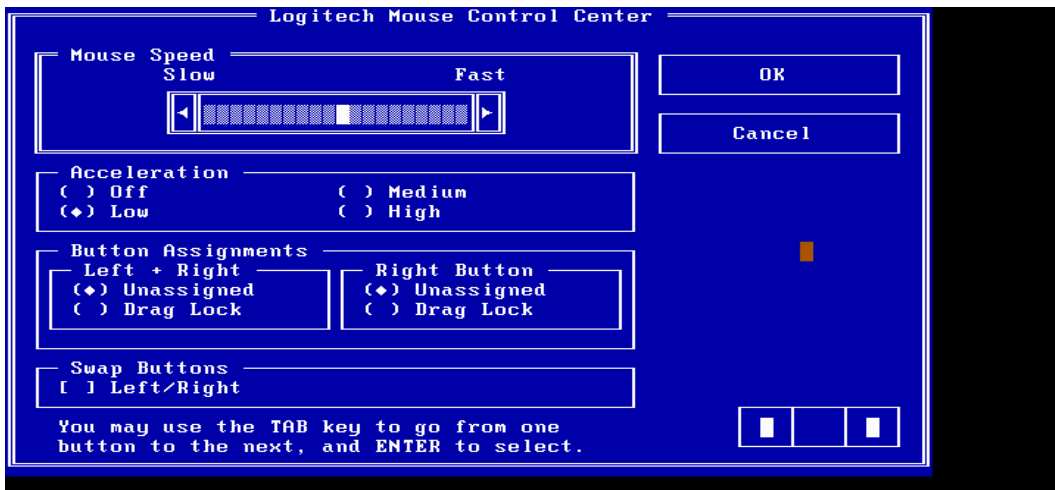 Logitech Mouse Control Center
Mouse Speed
Slow Fast
OK
Cancel
Acceleration
( ) Off ( ) Medium
(◆) Low ( ) High
Button Assignments
Left + Right Right Button
(◆) Unassigned (◆) Unassigned
( ) Drag Lock ( ) Drag Lock
Swap Buttons
[ ] Left/Right
You may use the TAB key to go from one
button to the next, and ENTER to select.